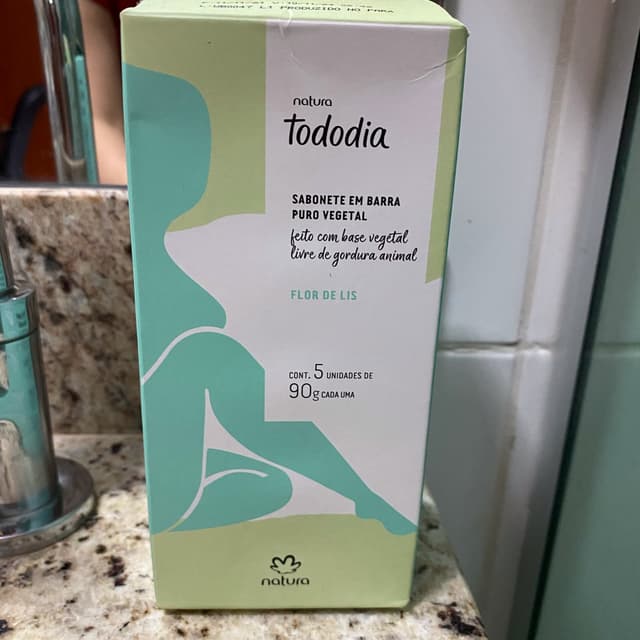 natura
Tododia
SABONETE EM BARRA
PURO VEGETAL
feito com base vegetal
livre de gordura animal
FLOR DE LIS
CONT. 5 UNIDADES DE
90g CADA UMA
natura